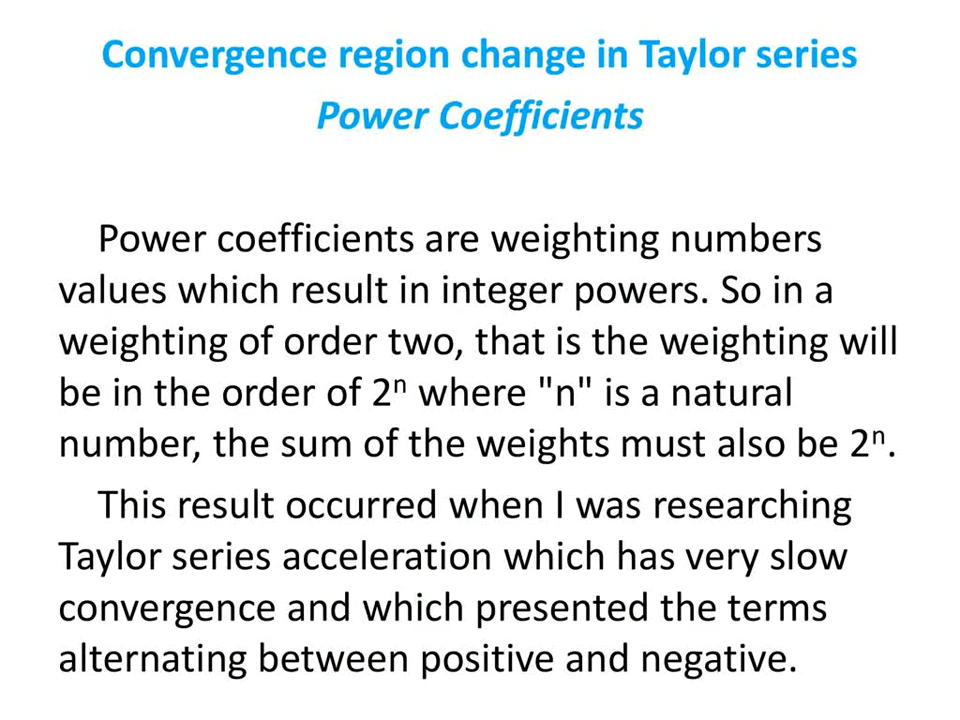 Convergence region change in Taylor series
Power Coefficients
Power coefficients are weighting numbers
values which result in integer powers. So in a
weighting of order two, that is the weighting will
be in the order of 2ⁿ where "n" is a natural
number, the sum of the weights must also be 2ⁿ.
This result occurred when I was researching
Taylor series acceleration which has very slow
convergence and which presented the terms
alternating between positive and negative.